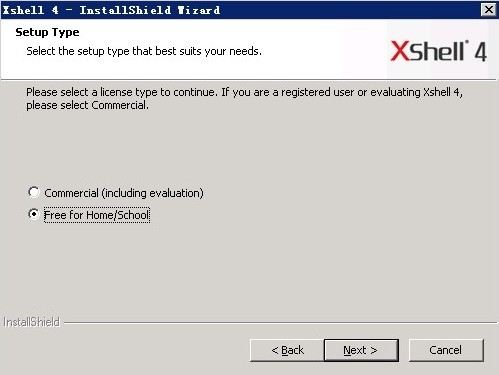 Xshell 4 - InstallShield Wizard
Setup Type
Select the setup type that best suits your needs.
XShell 4
Please select a license type to continue. If you are a registered user or evaluating Xshell 4,
please select Commercial.
Commercial (including evaluation)
Free for Home/School
InstallShield
< Back
Next >
Cancel